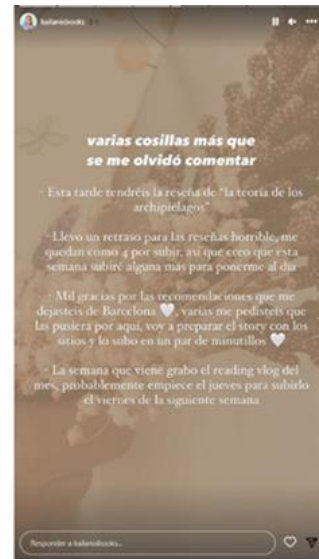 kailanicbooks
varias cosillas más que
se me olvidó comentar
- Esta tarde tendréis la reseña de "la teoría de los
archipiélagos"
- Llevo un retraso para las reseñas horrible, me
quedan como 4 por subir, así que creo que esta
semana subiré alguna más para ponerme al día
- Mil gracias por las recomendaciones que me
dejasteis de Barcelona 🤍, varias me pedisteis que
las pusiera por aquí, voy a preparar el story con los
sitios y lo subo en un par de minutillos 🤍
- La semana que viene grabo el reading vlog del
mes, probablemente empiece el jueves para subirlo
el viernes de la siguiente semana
Responder a kailanicbooks...